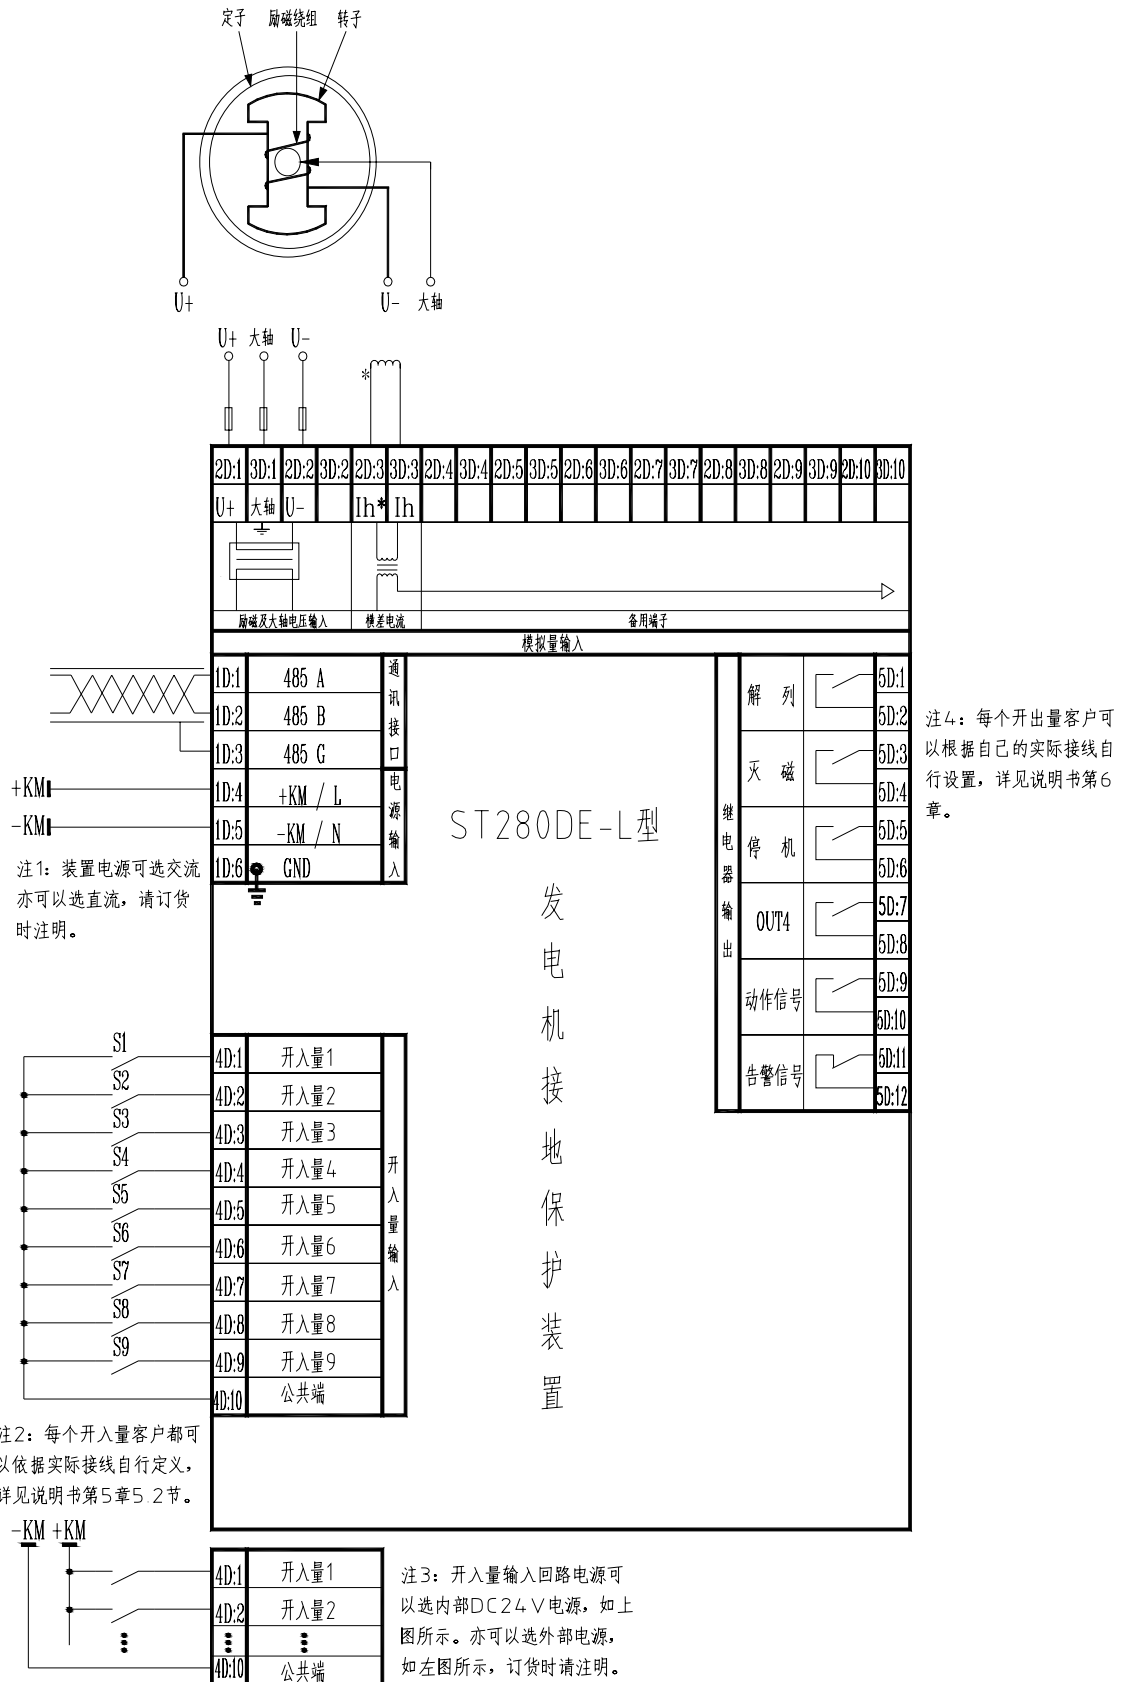 定子 励磁绕组 转子
U+ U- 大轴
U+ 大轴 U-
*
2D:1 3D:1 2D:2 3D:2 2D:3 3D:3 2D:4 3D:4 2D:5 3D:5 2D:6 3D:6 2D:7 3D:7 2D:8 3D:8 2D:9 3D:9 2D:10 3D:10
U+ 大轴 U- Ih* Ih
励磁及大轴电压输入 横差电流 备用端子
模拟量输入
1D:1 485 A
1D:2 485 B
1D:3 485 G
通讯接口
+KM 1D:4 +KM / L
-KM 1D:5 -KM / N
1D:6 GND
电源输入
注1：装置电源可选交流
亦可以选直流，请订货
时注明。
ST280DE-L型
发电机接地保护装置
继电器输出
解 列 5D:1
5D:2
灭 磁 5D:3
5D:4
停 机 5D:5
5D:6
OUT4 5D:7
5D:8
动作信号 5D:9
5D:10
告警信号 5D:11
5D:12
注4：每个开出量客户可
以根据自己的实际接线自
行设置，详见说明书第6
章。
S1 4D:1 开入量1
S2 4D:2 开入量2
S3 4D:3 开入量3
S4 4D:4 开入量4
S5 4D:5 开入量5
S6 4D:6 开入量6
S7 4D:7 开入量7
S8 4D:8 开入量8
S9 4D:9 开入量9
4D:10 公共端
开入量输入
注2：每个开入量客户都可
以依据实际接线自行定义，
详见说明书第5章5.2节。
-KM +KM
4D:1 开入量1
4D:2 开入量2
4D:10 公共端
注3：开入量输入回路电源可
以选内部DC24V电源，如上
图所示。亦可以选外部电源，
如左图所示，订货时请注明。